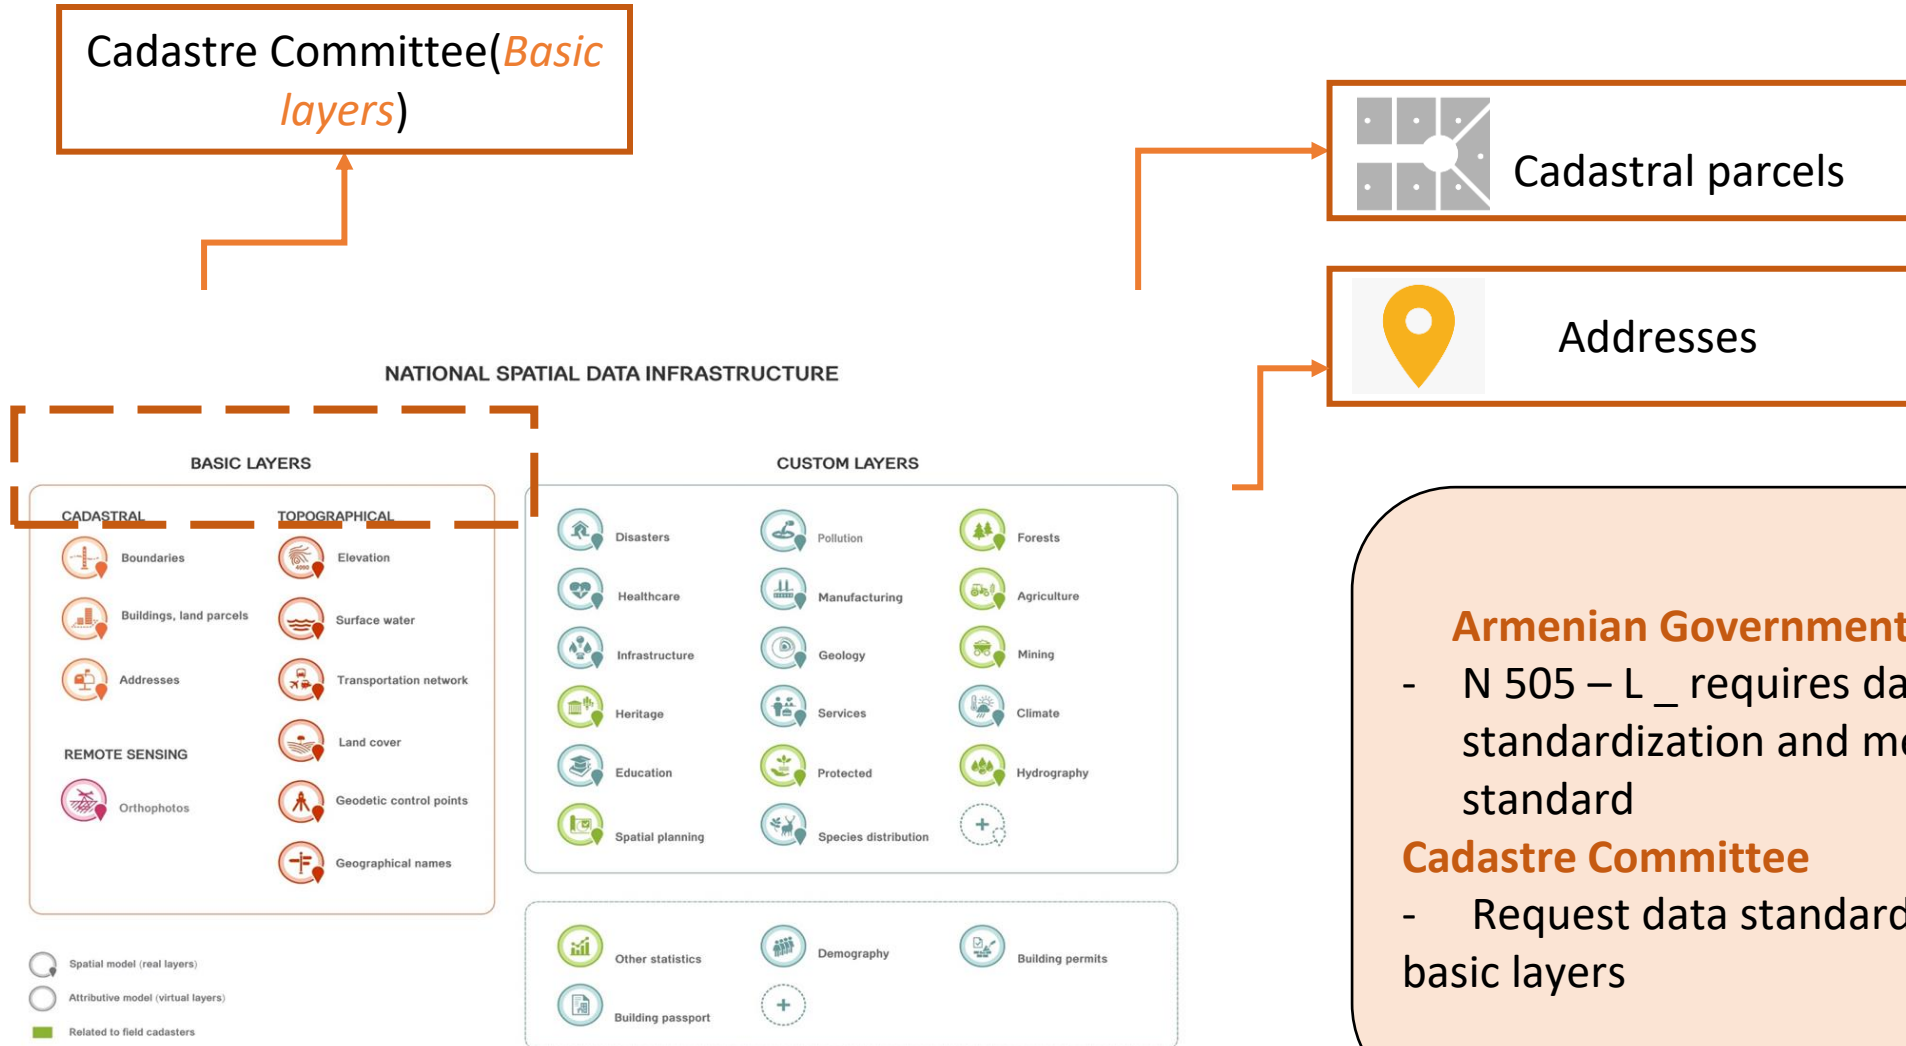 Cadastre Committee(Basic
layers)
Cadastral parcels
Addresses
NATIONAL SPATIAL DATA INFRASTRUCTURE
BASIC LAYERS
CADASTRAL
Boundaries
Buildings, land parcels
Addresses
REMOTE SENSING
Orthophotos
TOPOGRAPHICAL
4090
Elevation
Surface water
Transportation network
Land cover
Geodetic control points
Geographical names
CUSTOM LAYERS
Disasters
Pollution
Forests
Healthcare
Manufacturing
Agriculture
Infrastructure
Geology
Mining
Heritage
Services
Climate
Education
Protected
Hydrography
Spatial planning
Species distribution
Other statistics
Demography
Building permits
Building passport
Spatial model (real layers)
Attributive model (virtual layers)
Related to field cadasters
Armenian Government
- N 505 – L _ requires da
standardization and me
standard
Cadastre Committee
- Request data standard
basic layers